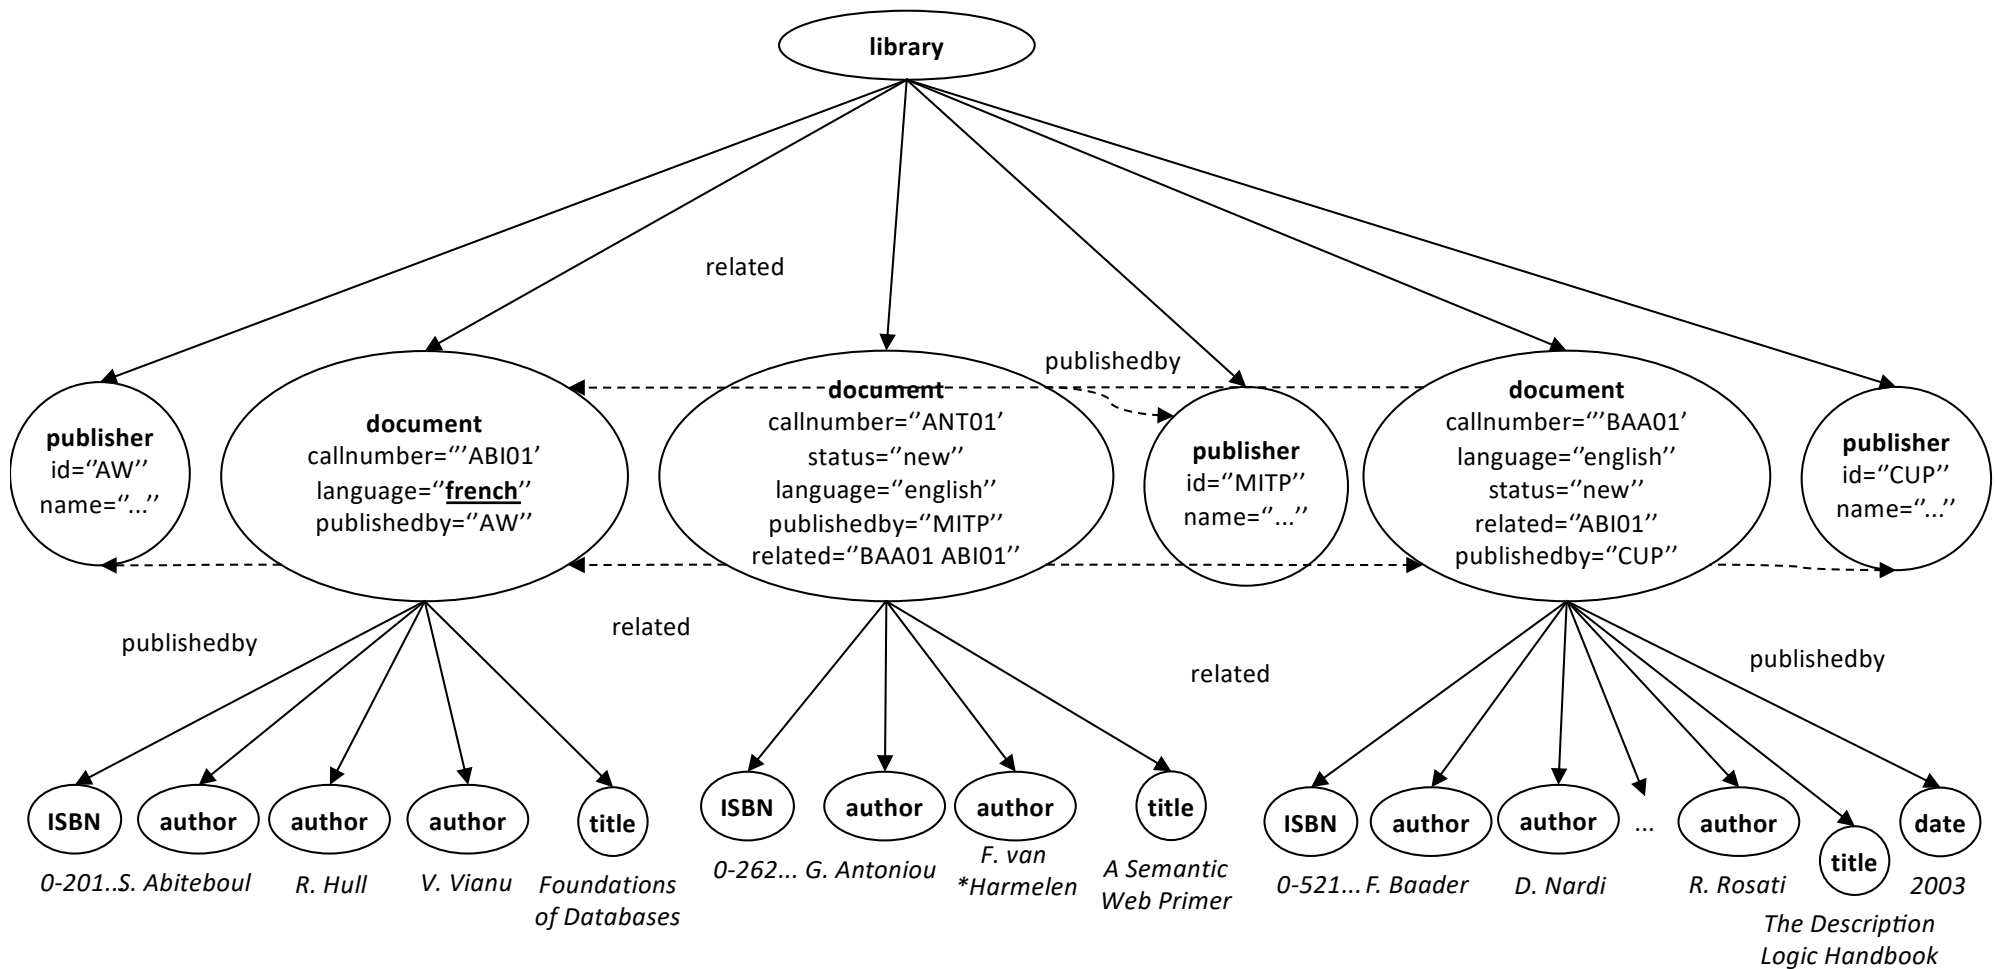 library
related
publishedby
publisher
id=″AW″
name=″...″
document
callnumber=″'ABI01'
language=″french″
publishedby=″AW″
document
callnumber=″ANT01'
status=″new″
language=″english″
publishedby=″MITP″
related=″BAA01 ABI01″
publisher
id=″MITP″
name=″...″
document
callnumber=″'BAA01'
language=″english″
status=″new″
related=″ABI01″
publishedby=″CUP″
publisher
id=″CUP″
name=″...″
publishedby
related
related
publishedby
ISBN
author
author
author
title
ISBN
author
author
title
ISBN
author
author
...
author
title
date
0-201...
S. Abiteboul
R. Hull
V. Vianu
Foundations
of Databases
0-262...
G. Antoniou
F. van
*Harmelen
A Semantic
Web Primer
0-521...
F. Baader
D. Nardi
R. Rosati
2003
The Description
Logic Handbook